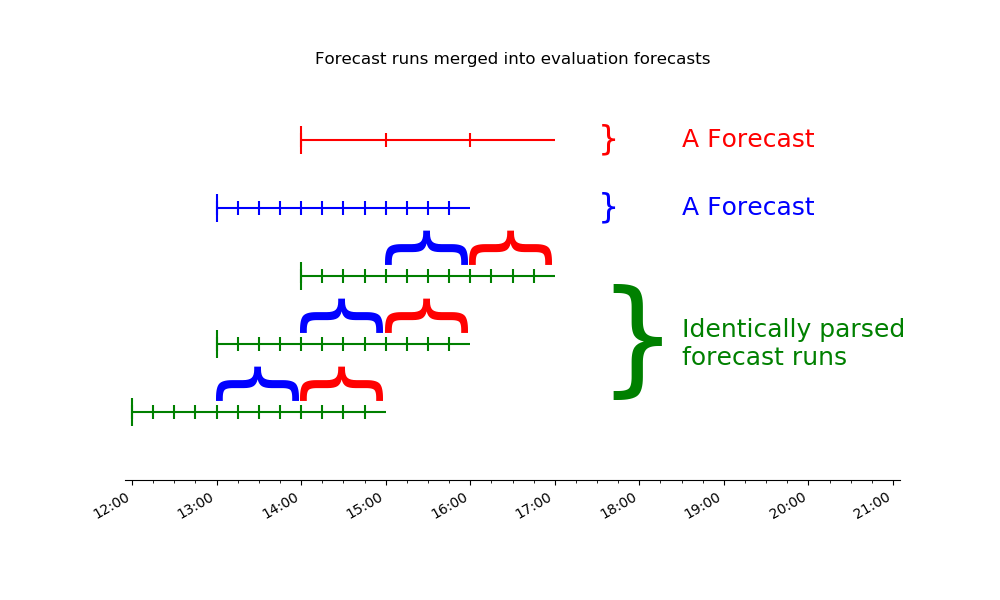 Forecast runs merged into evaluation forecasts
} A Forecast
} A Forecast
} Identically parsed
forecast runs
12:00 13:00 14:00 15:00 16:00 17:00 18:00 19:00 20:00 21:00